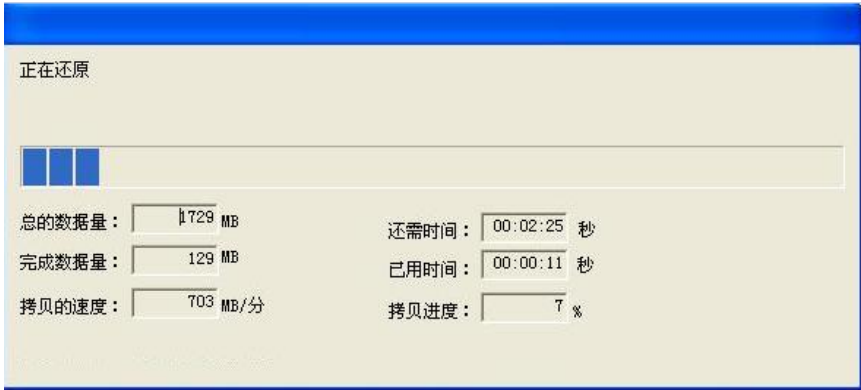 正在还原
总的数据量： 1729 MB
还需时间： 00:02:25 秒
完成数据量： 129 MB
已用时间： 00:00:11 秒
拷贝的速度： 703 MB/分
拷贝进度： 7 %